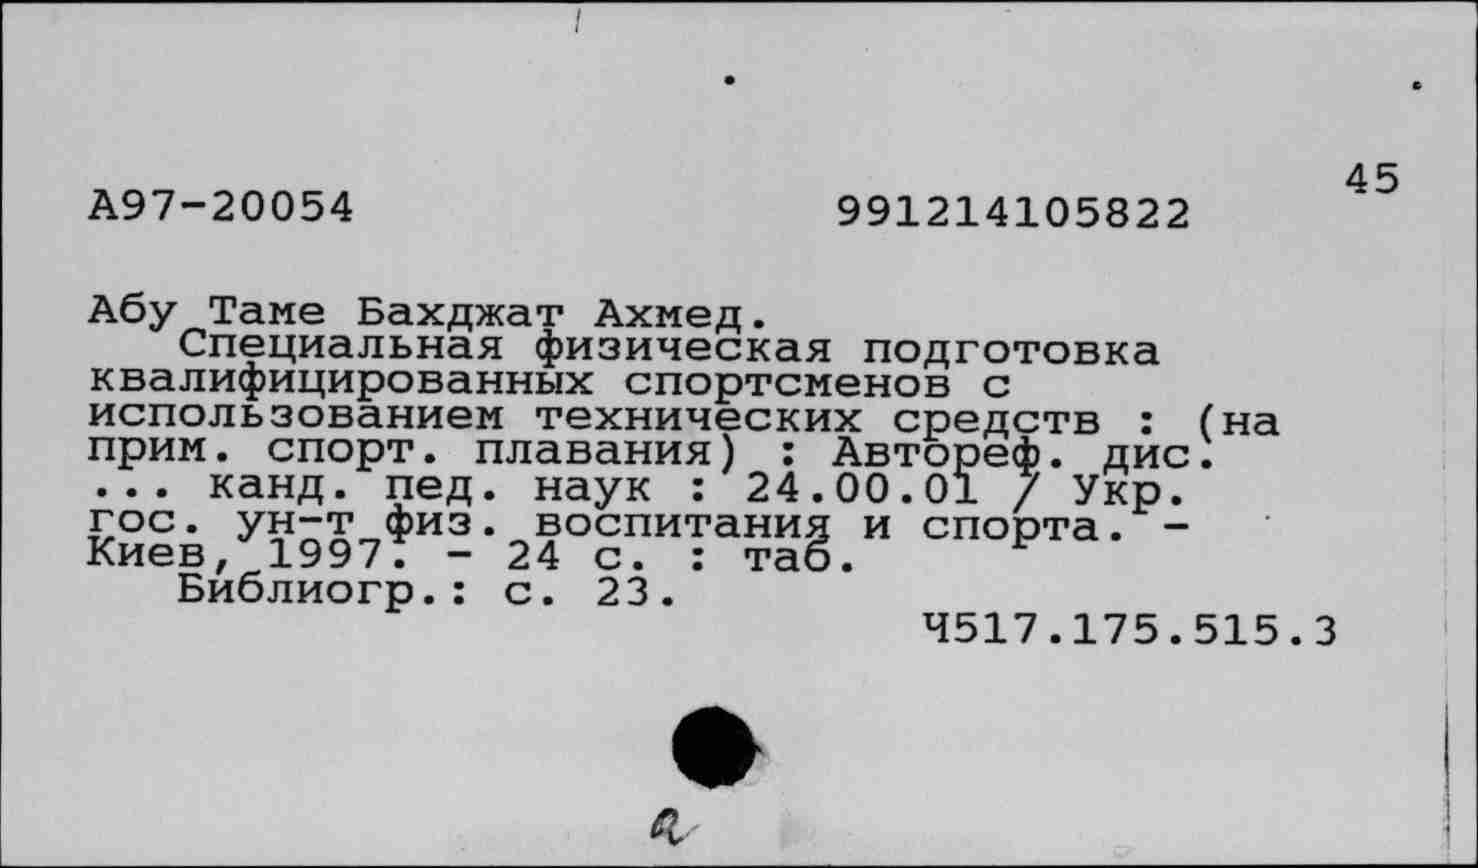 45
А97-20054 991214105822
Абу Таме Бахджат Ахмед.
Специальная физическая подготовка
квалифицированных спортсменов с
использованием технических средств : (на
прим. спорт. плавания) : Автореф. дис.
... канд. пед. наук : 24.00.01 / Укр.
гос. ун-т физ. воспитания и спорта. -
Киев, 1997. - 24 с. : таб.
Библиогр.: с. 23.
Ч517.175.515.3